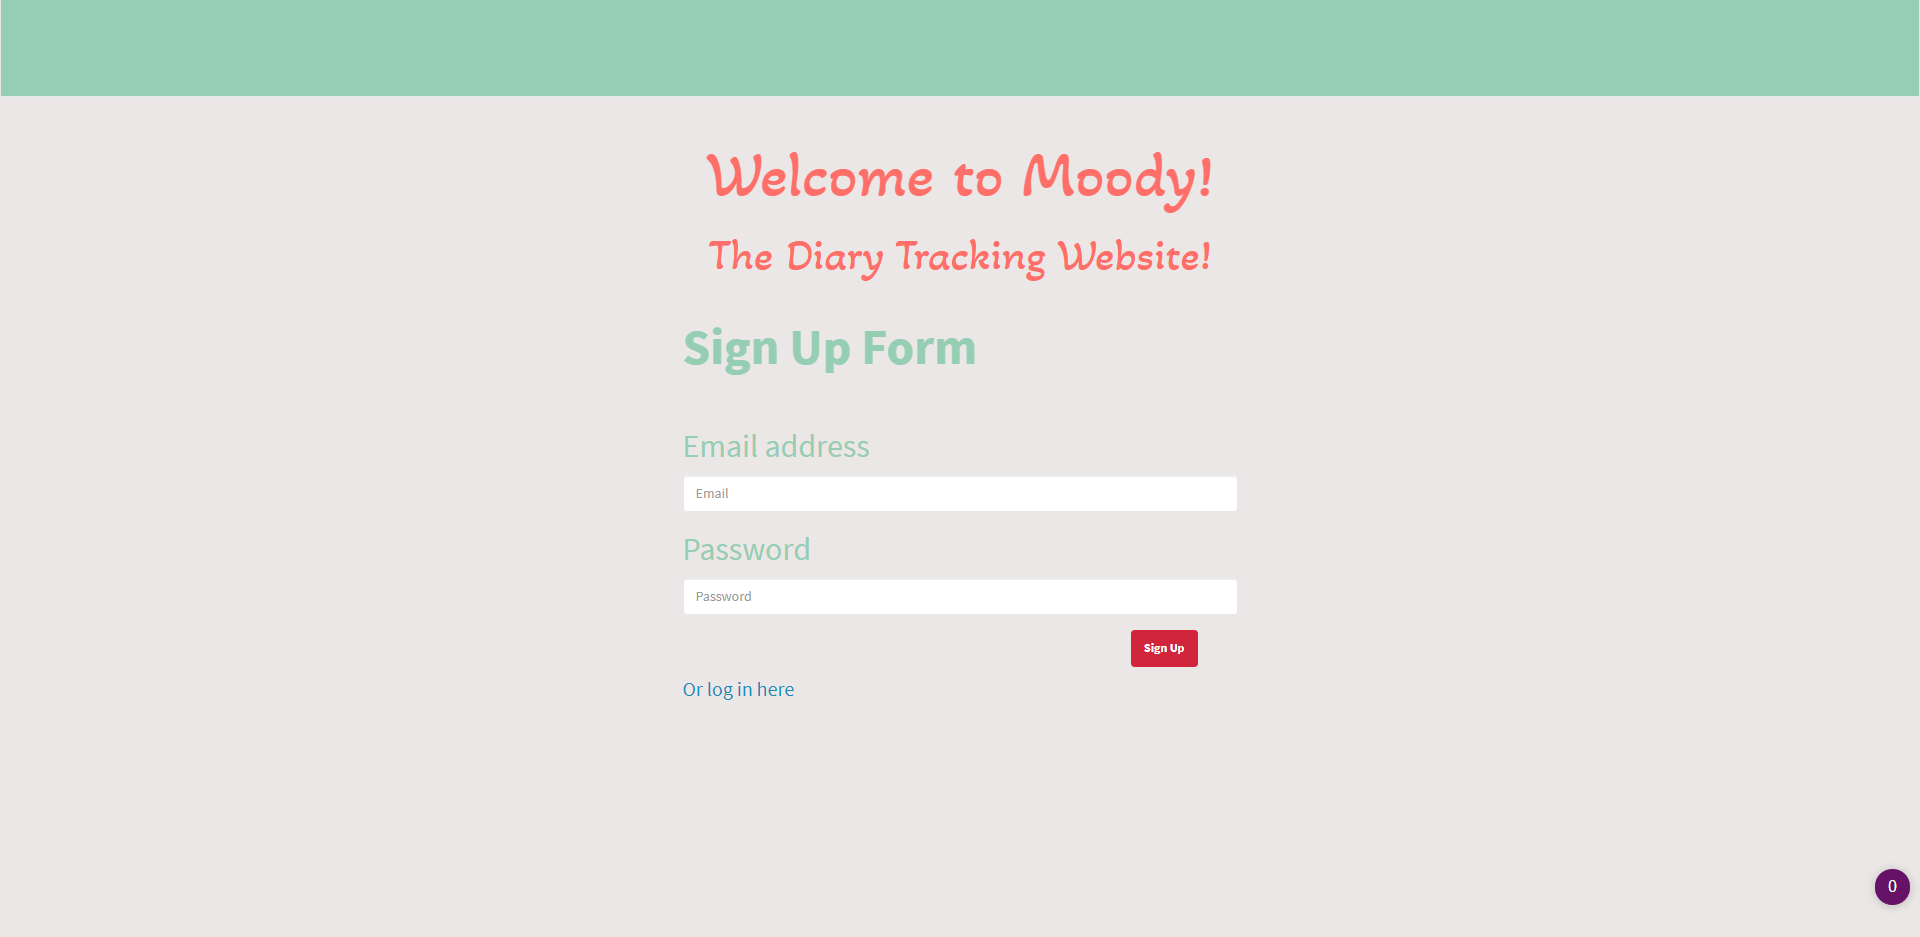 Welcome to Moody!
The Diary Tracking Website!
Sign Up Form
Email address
Email
Password
Password
Sign Up
Or log in here
0